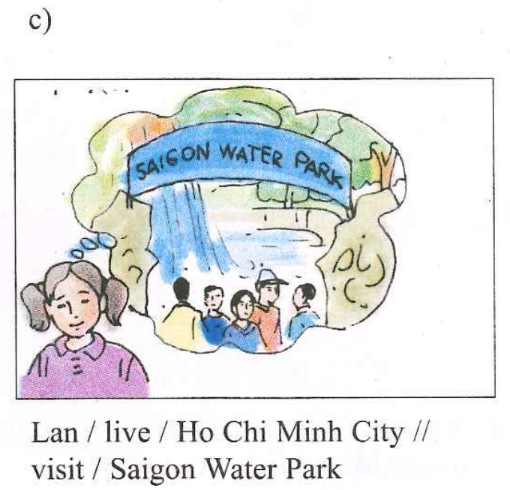 c)
SAIGON WATER PARK
Lan / live / Ho Chi Minh City //
visit / Saigon Water Park